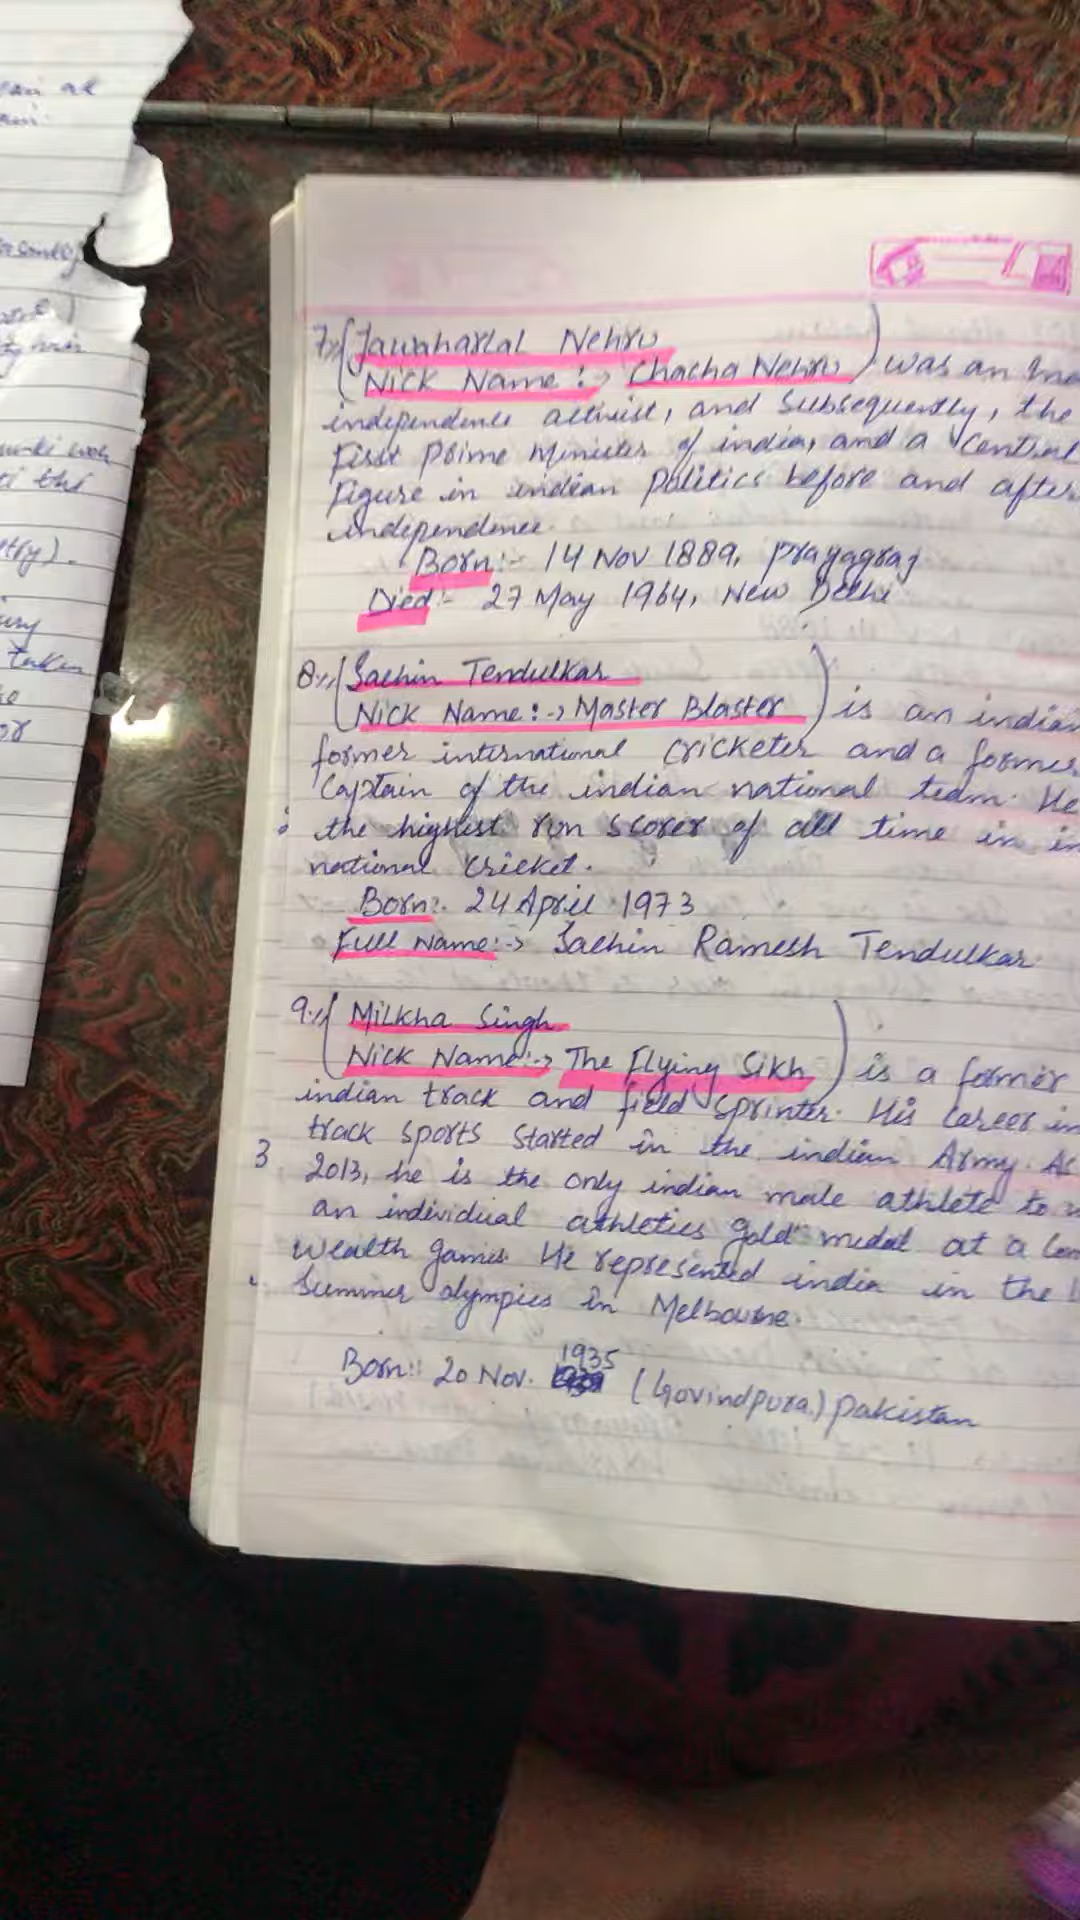 7. Jawaharlal Nehru
Nick Name :-> Chacha Nehru) was an
independence activist, and subsequently, the
first prime minister of india, and a central
figure in indian politics before and after
independence.
Born :- 14 Nov 1889, prayagraj
Died :- 27 May 1964, New Delhi
8. (Sachin Tendulkar
Nick Name :-> Master Blaster) is an indian
former international cricketer and a former
Captain of the indian national team. He
the highest run scorer of all time in
national cricket.
Born :- 24 April 1973
Full Name :-> Sachin Ramesh Tendulkar
9. (Milkha Singh
Nick Name :-> The Flying Sikh) is a former
indian track and field sprinter. His career in
track sports started in the indian Army. As
3
2013, he is the only indian male athlete to
an individual athletics gold medal at a
wealth games. He represented india in the
Summer olympics in Melbourne.
Born :- 20 Nov. 1935 (Govindpura) pakistan
ti the
taken